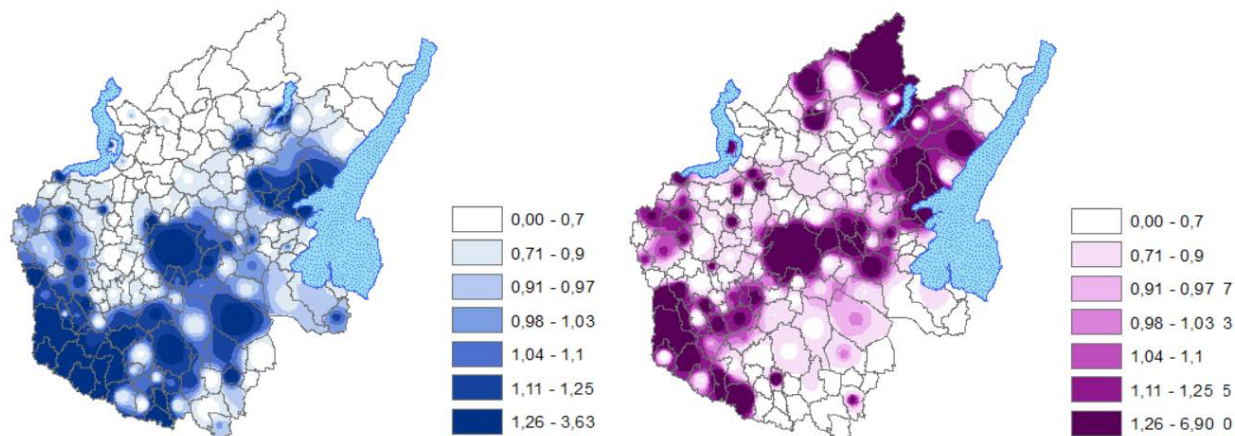 0,00 - 0,7
0,71 - 0,9
0,91 - 0,97
0,98 - 1,03
1,04 - 1,1
1,11 - 1,25
1,26 - 3,63
0,00 - 0,7
0,71 - 0,9
0,91 - 0,97 7
0,98 - 1,03 3
1,04 - 1,1
1,11 - 1,25 5
1,26 - 6,90 0